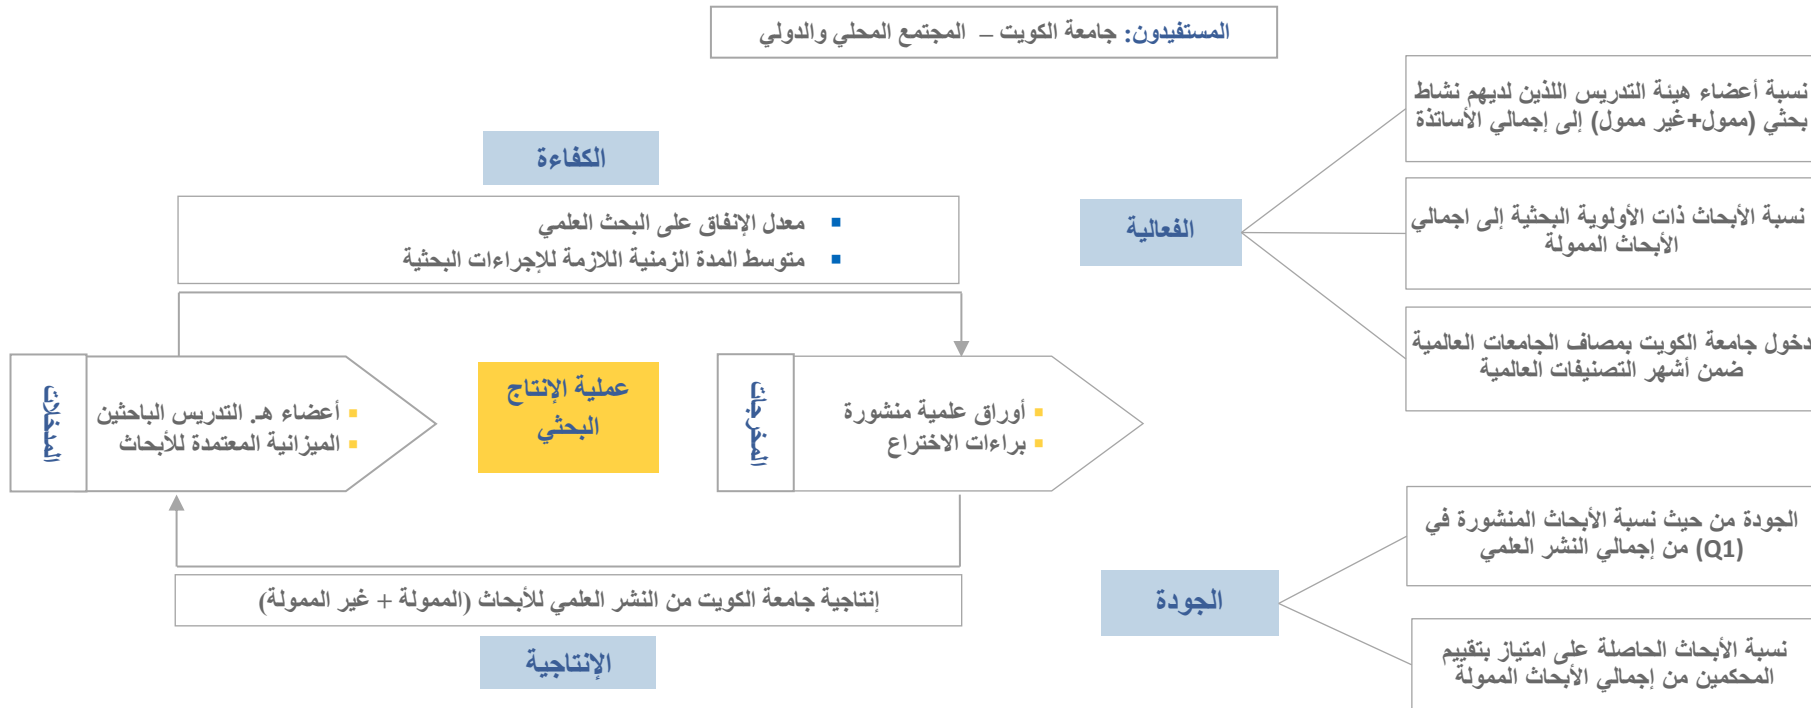 المستفيدون: جامعة الكويت – المجتمع المحلي والدولي
نسبة أعضاء هيئة التدريس اللذين لديهم نشاط
بحثي (ممول+غير ممول) إلى إجمالي الأساتذة
الكفاءة
معدل الإنفاق على البحث العلمي
متوسط المدة الزمنية اللازمة للإجراءات البحثية
الفعالية
نسبة الأبحاث ذات الأولوية البحثية إلى اجمالي
الأبحاث الممولة
دخول جامعة الكويت بمصاف الجامعات العالمية
ضمن أشهر التصنيفات العالمية
المدخلات
أعضاء هـ. التدريس الباحثين
الميزانية المعتمدة للأبحاث
عملية الإنتاج
البحثي
المخرجات
أوراق علمية منشورة
براءات الاختراع
الجودة من حيث نسبة الأبحاث المنشورة في
(Q1) من إجمالي النشر العلمي
إنتاجية جامعة الكويت من النشر العلمي للأبحاث (الممولة + غير الممولة)
الإنتاجية
الجودة
نسبة الأبحاث الحاصلة على امتياز بتقييم
المحكمين من إجمالي الأبحاث الممولة